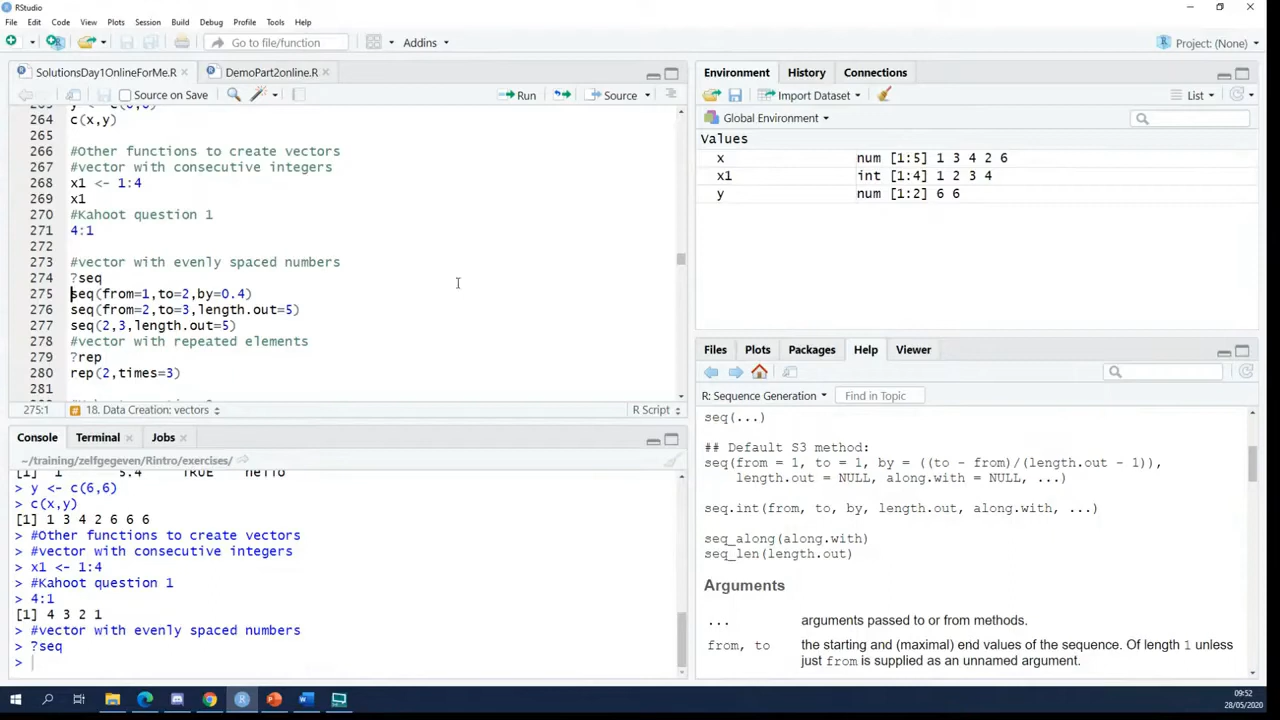 RStudio
File Edit Code View Plots Session Build Debug Profile Tools Help
Go to file/function Addins Project: (None)
SolutionsDay1OnlineForMe.R DemoPart2online.R
Source on Save Run Source
264 c(x,y)
265
266 #Other functions to create vectors
267 #vector with consecutive integers
268 x1 <- 1:4
269 x1
270 #Kahoot question 1
271 4:1
272
273 #vector with evenly spaced numbers
274 ?seq
275 seq(from=1,to=2,by=0.4)
276 seq(from=2,to=3,length.out=5)
277 seq(2,3,length.out=5)
278 #vector with repeated elements
279 ?rep
280 rep(2,times=3)
281
275:1 18. Data Creation: vectors R Script
Console Terminal Jobs
~/training/zelfgegeven/Rintro/exercises/
> y <- c(6,6)
> c(x,y)
[1] 1 3 4 2 6 6 6
> #Other functions to create vectors
> #vector with consecutive integers
> x1 <- 1:4
> #Kahoot question 1
> 4:1
[1] 4 3 2 1
> #vector with evenly spaced numbers
> ?seq
>
Environment History Connections
Import Dataset List
Global Environment
Values
x num [1:5] 1 3 4 2 6
x1 int [1:4] 1 2 3 4
y num [1:2] 6 6
Files Plots Packages Help Viewer
R: Sequence Generation Find in Topic
seq(...)
## Default S3 method:
seq(from = 1, to = 1, by = ((to - from)/(length.out - 1)),
length.out = NULL, along.with = NULL, ...)
seq.int(from, to, by, length.out, along.with, ...)
seq_along(along.with)
seq_len(length.out)
Arguments
... arguments passed to or from methods.
from, to the starting and (maximal) end values of the sequence. Of length 1 unless
just from is supplied as an unnamed argument.
09:52
28/05/2020